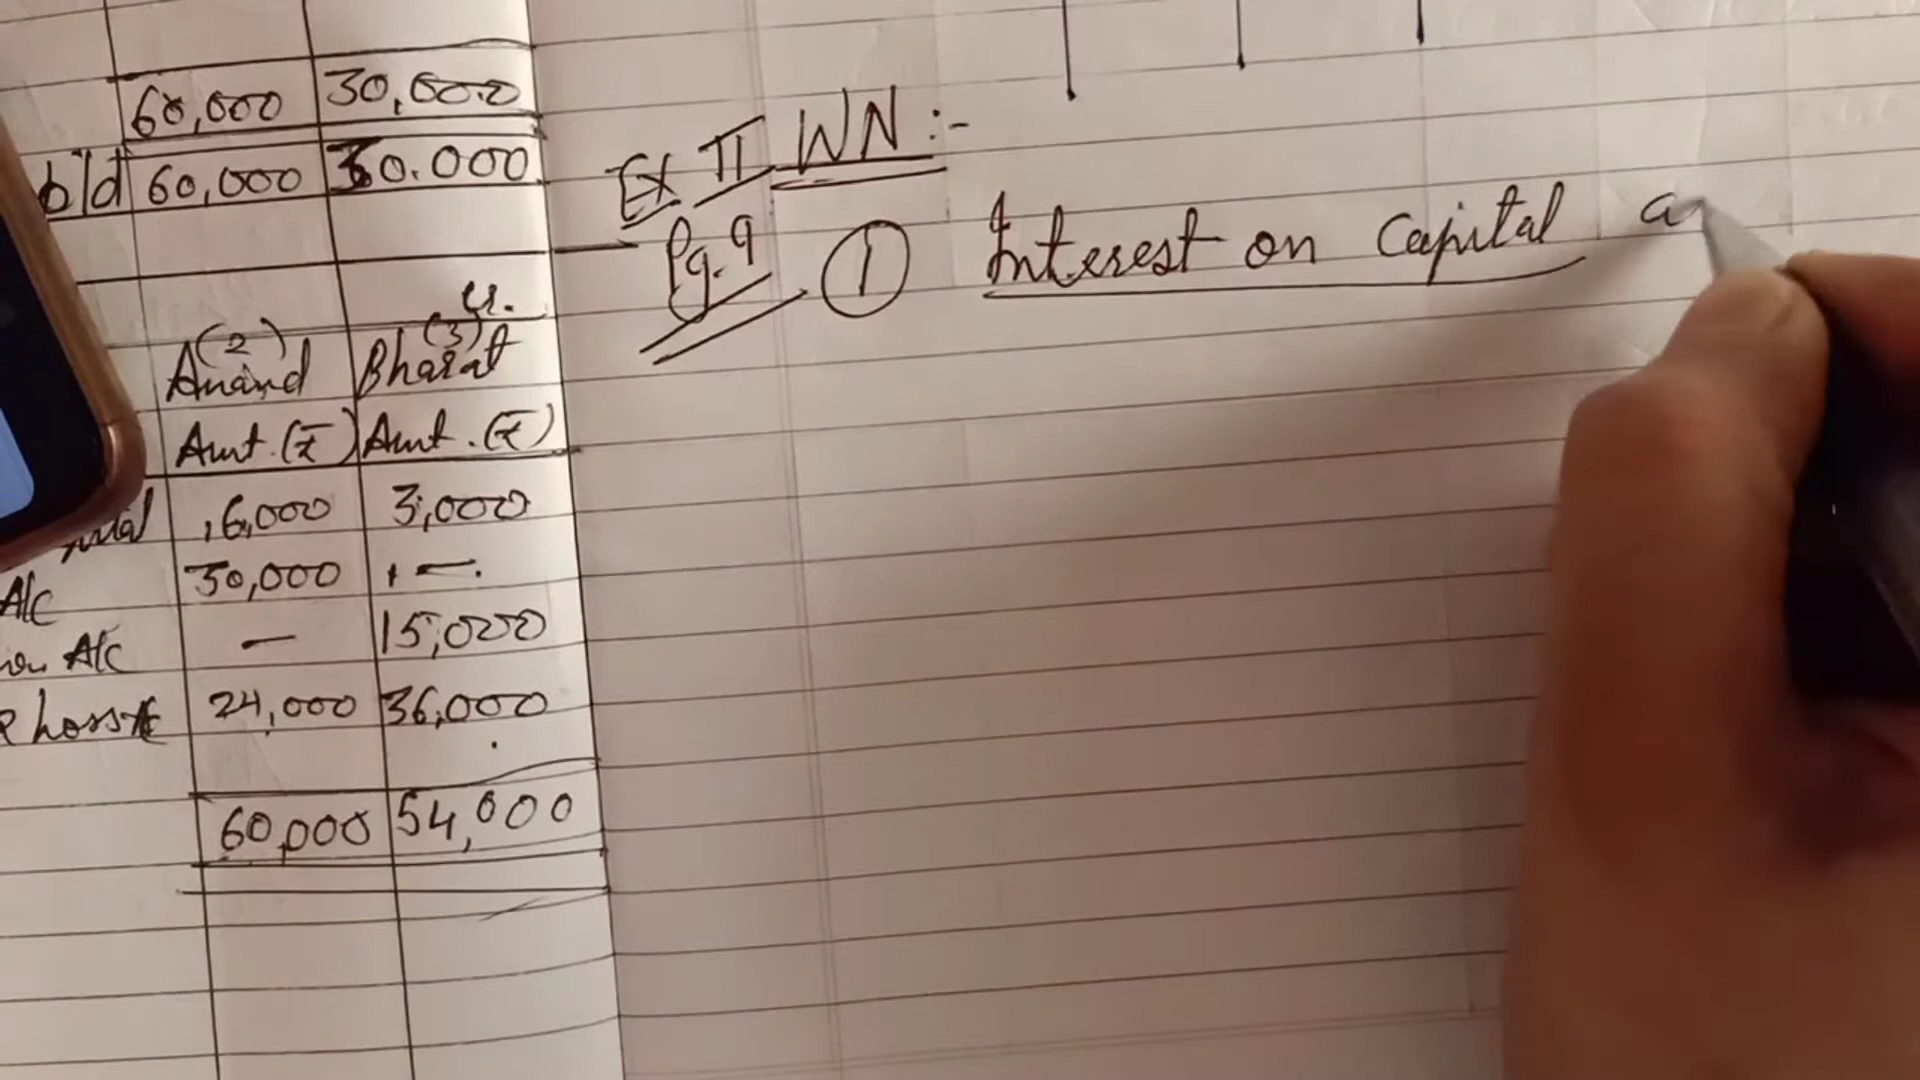 60,000 30,000
b/d 60,000 30.000
Cr.
(2) (3)
Anand Bharat
Amt.(₹) Amt.(₹)
6,000 3,000
A/c 30,000 —
A/c — 15,000
24,000 36,000
60,000 54,000
Ex II WN :-
Pg. 9 ① Interest on Capital